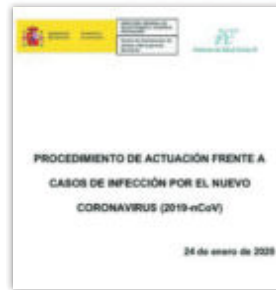 PROCEDIMIENTO DE ACTUACIÓN FRENTE A
CASOS DE INFECCIÓN POR EL NUEVO
CORONAVIRUS (2019-nCoV)
24 de enero de 2020